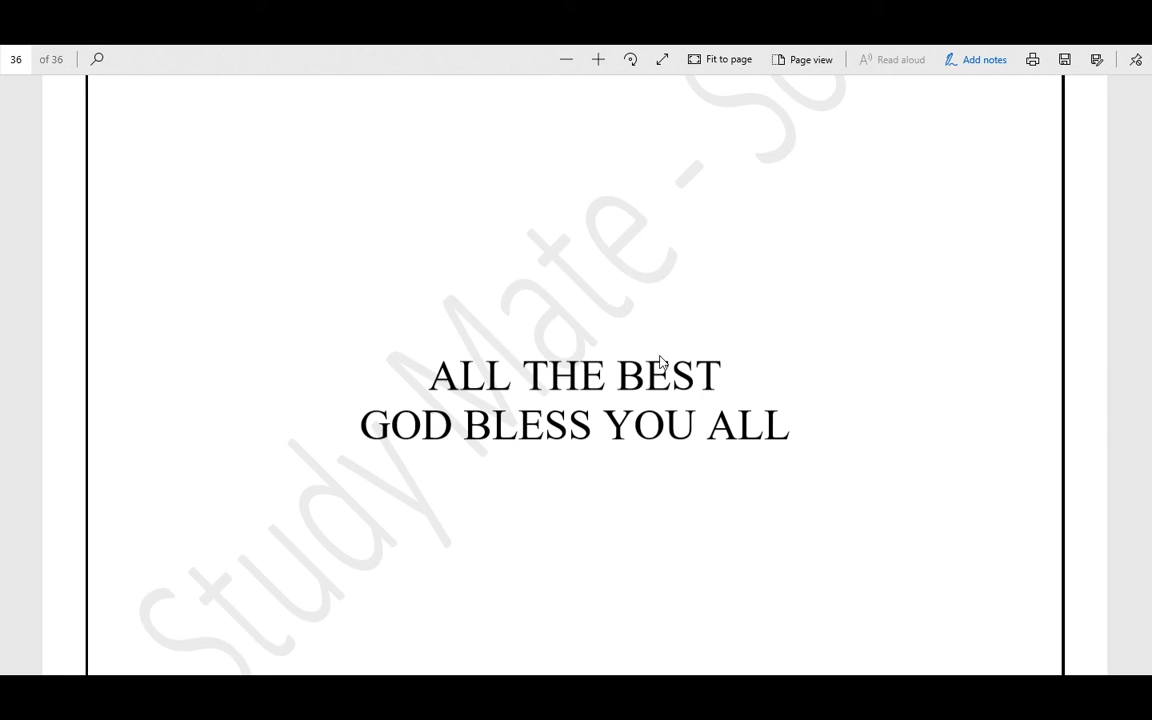 36 of 36
Fit to page
Page view
Read aloud
Add notes
Study Mate -
ALL THE BEST
GOD BLESS YOU ALL